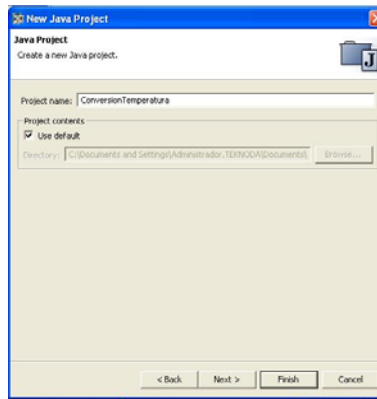 New Java Project
Java Project
Create a new Java project.
J
Project name: ConversionTemperatura
Project contents
Use default
Directory: C:\Documents and Settings\Administrador.TEKNODA\Documents\ Browse...
< Back Next > Finish Cancel